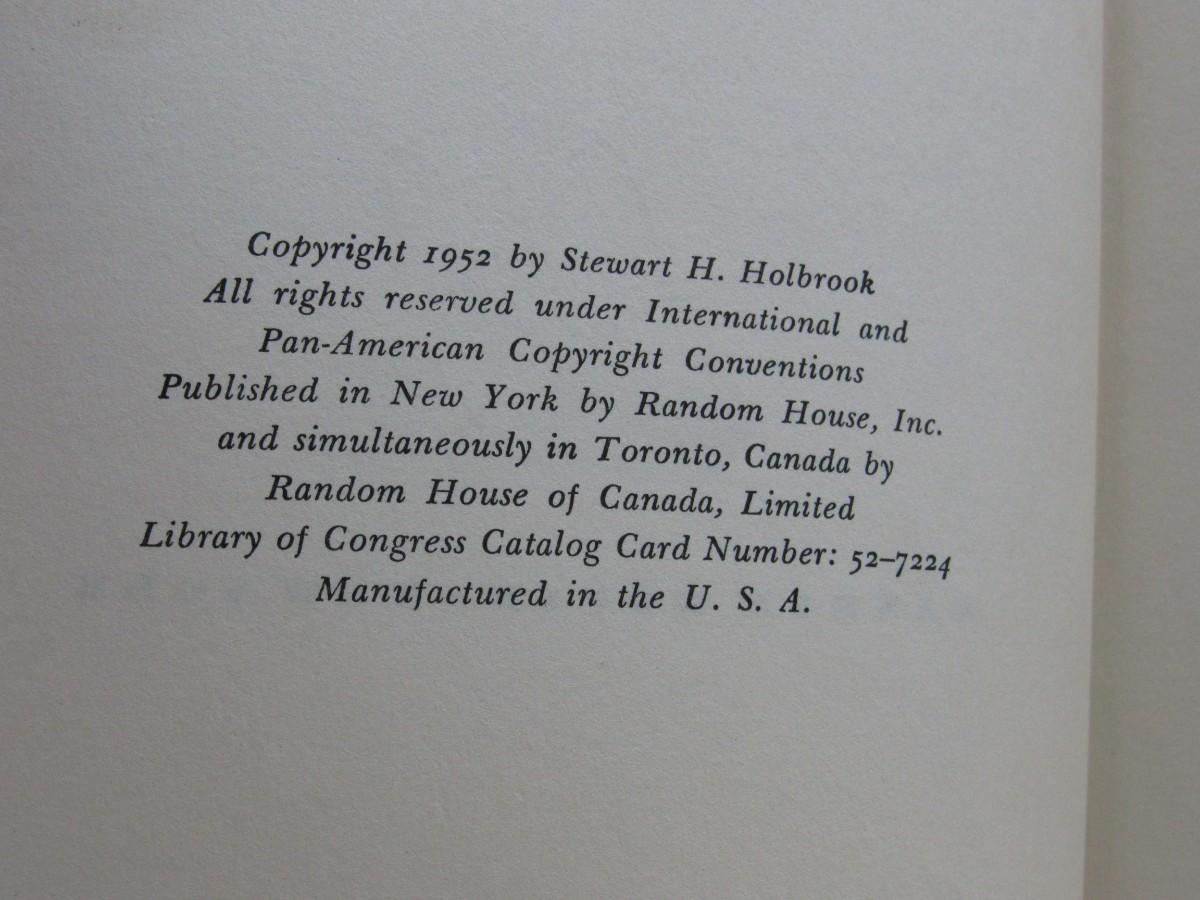 Copyright 1952 by Stewart H. Holbrook
All rights reserved under International and
Pan-American Copyright Conventions
Published in New York by Random House, Inc.
and simultaneously in Toronto, Canada by
Random House of Canada, Limited
Library of Congress Catalog Card Number: 52–7224
Manufactured in the U. S. A.